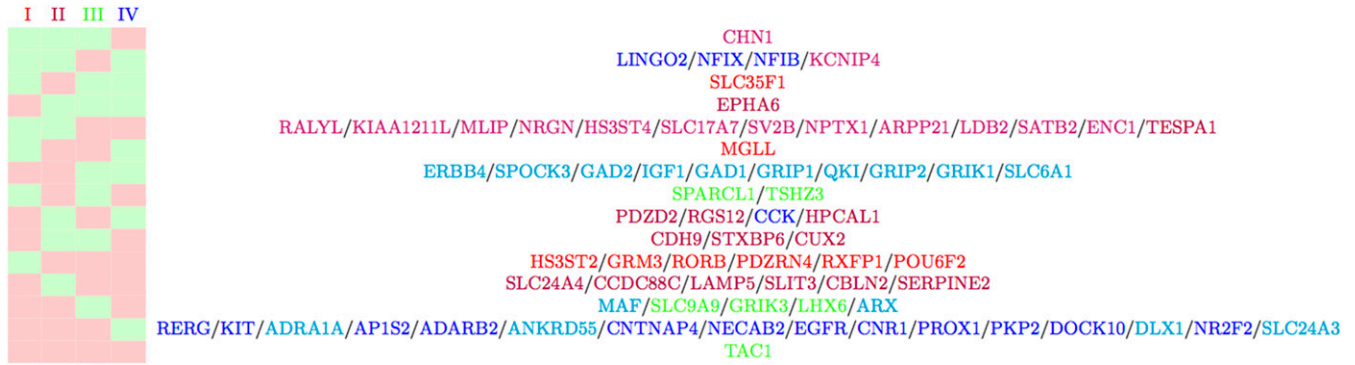 I II III IV
CHN1
LINGO2/NFIX/NFIB/KCNIP4
SLC35F1
EPHA6
RALYL/KIAA1211L/MLIP/NRGN/HS3ST4/SLC17A7/SV2B/NPTX1/ARPP21/LDB2/SATB2/ENC1/TESPA1
MGLL
ERBB4/SPOCK3/GAD2/IGF1/GAD1/GRIP1/QKI/GRIP2/GRIK1/SLC6A1
SPARCL1/TSHZ3
PDZD2/RGS12/CCK/HPCAL1
CDH9/STXBP6/CUX2
HS3ST2/GRM3/RORB/PDZRN4/RXFP1/POU6F2
SLC24A4/CCDC88C/LAMP5/SLIT3/CBLN2/SERPINE2
MAF/SLC9A9/GRIK3/LHX6/ARX
RERG/KIT/ADRA1A/AP1S2/ADARB2/ANKRD55/CNTNAP4/NECAB2/EGFR/CNR1/PROX1/PKP2/DOCK10/DLX1/NR2F2/SLC24A3
TAC1